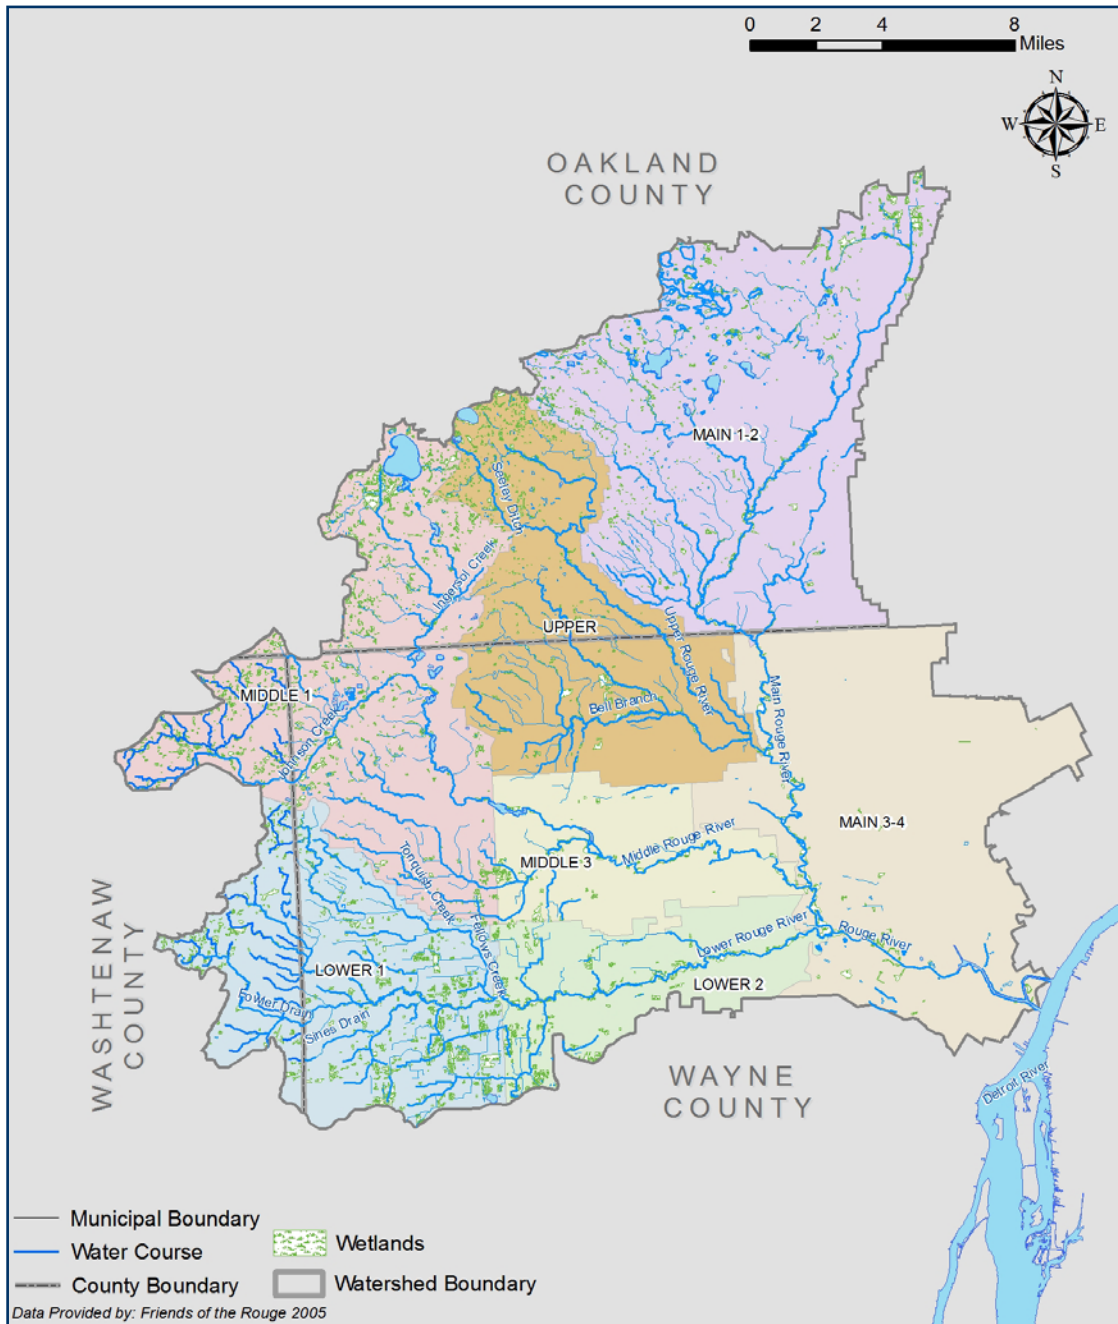 0 2 4 8
Miles
N
W E
S
OAKLAND
COUNTY
MAIN 1-2
Seeley Ditch
Ingersol Creek
UPPER
Upper Rouge River
MIDDLE 1
Bell Branch
Main Rouge River
Johnson Creek
MAIN 3-4
Middle Rouge River
MIDDLE 3
Tonquish Creek
Fellows Creek
Lower Rouge River
Rouge River
WASHTENAW
COUNTY
LOWER 1
LOWER 2
Fowler Drain
Sines Drain
WAYNE
COUNTY
Detroit River
Municipal Boundary
Water Course
Wetlands
County Boundary
Watershed Boundary
Data Provided by: Friends of the Rouge 2005